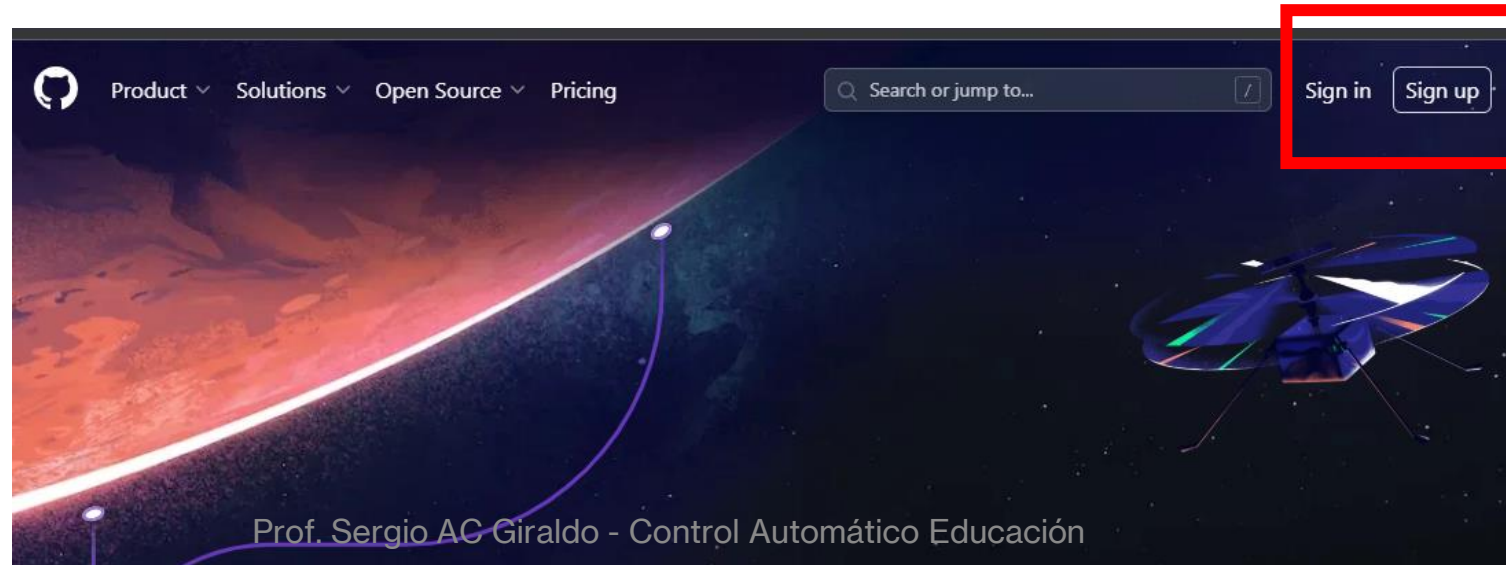 Product Solutions Open Source Pricing Search or jump to... / Sign in Sign up
Prof. Sergio AC Giraldo - Control Automático Educación